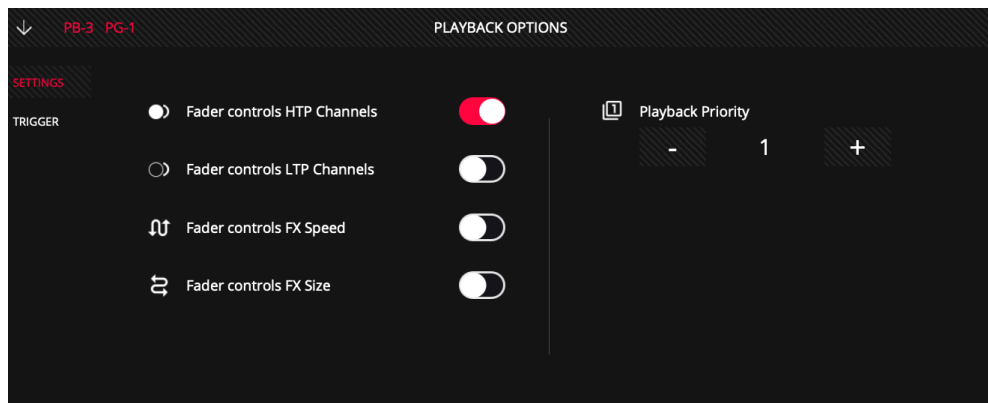 PB-3 PG-1 PLAYBACK OPTIONS
SETTINGS
TRIGGER
Fader controls HTP Channels
Fader controls LTP Channels
Fader controls FX Speed
Fader controls FX Size
1 Playback Priority
- 1 +